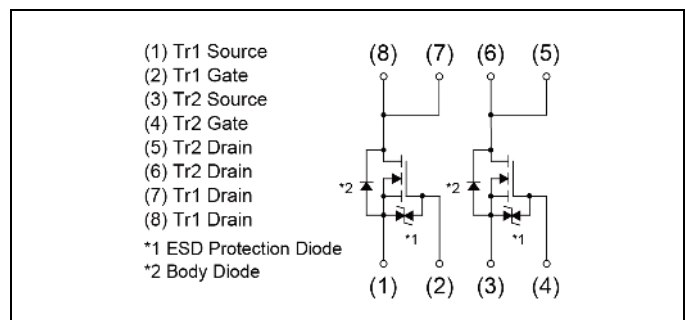 (1) Tr1 Source
(2) Tr1 Gate
(3) Tr2 Source
(4) Tr2 Gate
(5) Tr2 Drain
(6) Tr2 Drain
(7) Tr1 Drain
(8) Tr1 Drain
*1 ESD Protection Diode
*2 Body Diode
(8) (7) (6) (5)
*2 *2
*1 *1
(1) (2) (3) (4)